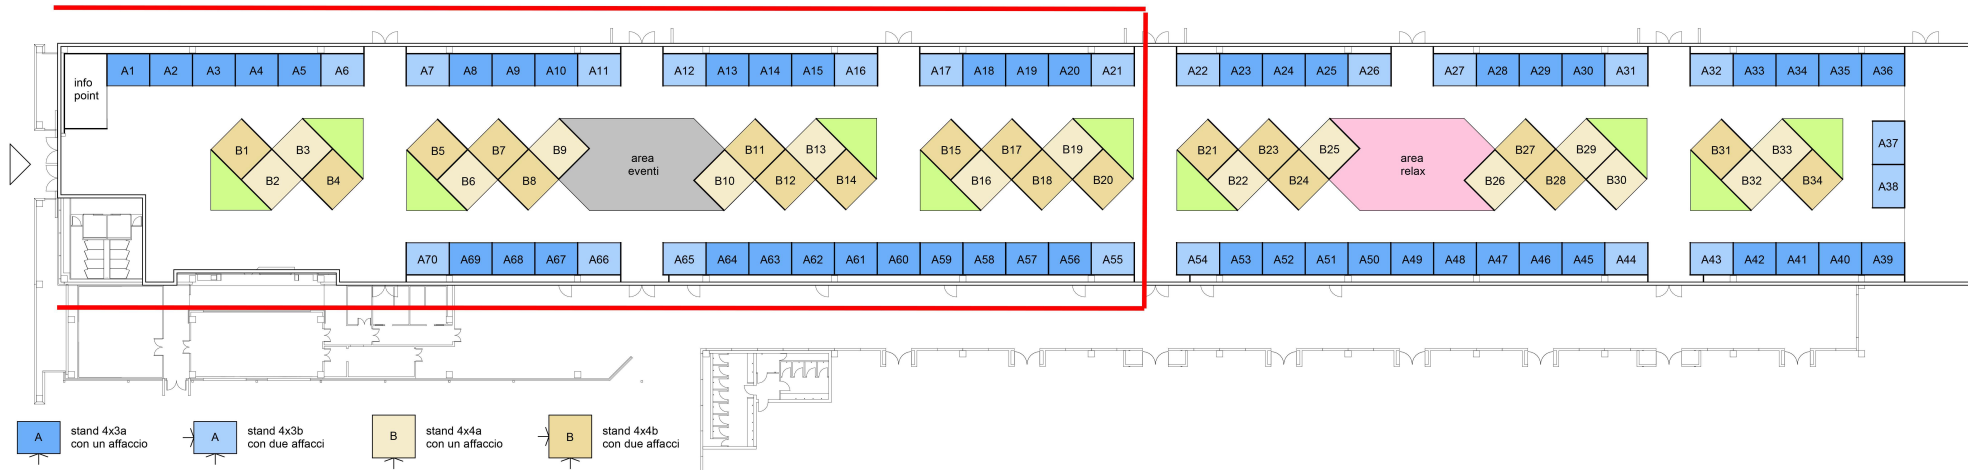 info
point
A1 A2 A3 A4 A5 A6 A7 A8 A9 A10 A11 A12 A13 A14 A15 A16 A17 A18 A19 A20 A21 A22 A23 A24 A25 A26 A27 A28 A29 A30 A31 A32 A33 A34 A35 A36
B1 B3 B5 B7 B9 B11 B13 B15 B17 B19 B21 B23 B25 B27 B29 B31 B33
area
eventi
area
relax
A37
B2 B4 B6 B8 B10 B12 B14 B16 B18 B20 B22 B24 B26 B28 B30 B32 B34
A38
A70 A69 A68 A67 A66 A65 A64 A63 A62 A61 A60 A59 A58 A57 A56 A55 A54 A53 A52 A51 A50 A49 A48 A47 A46 A45 A44 A43 A42 A41 A40 A39
A
stand 4x3a
con un affaccio
A
stand 4x3b
con due affacci
B
stand 4x4a
con un affaccio
B
stand 4x4b
con due affacci